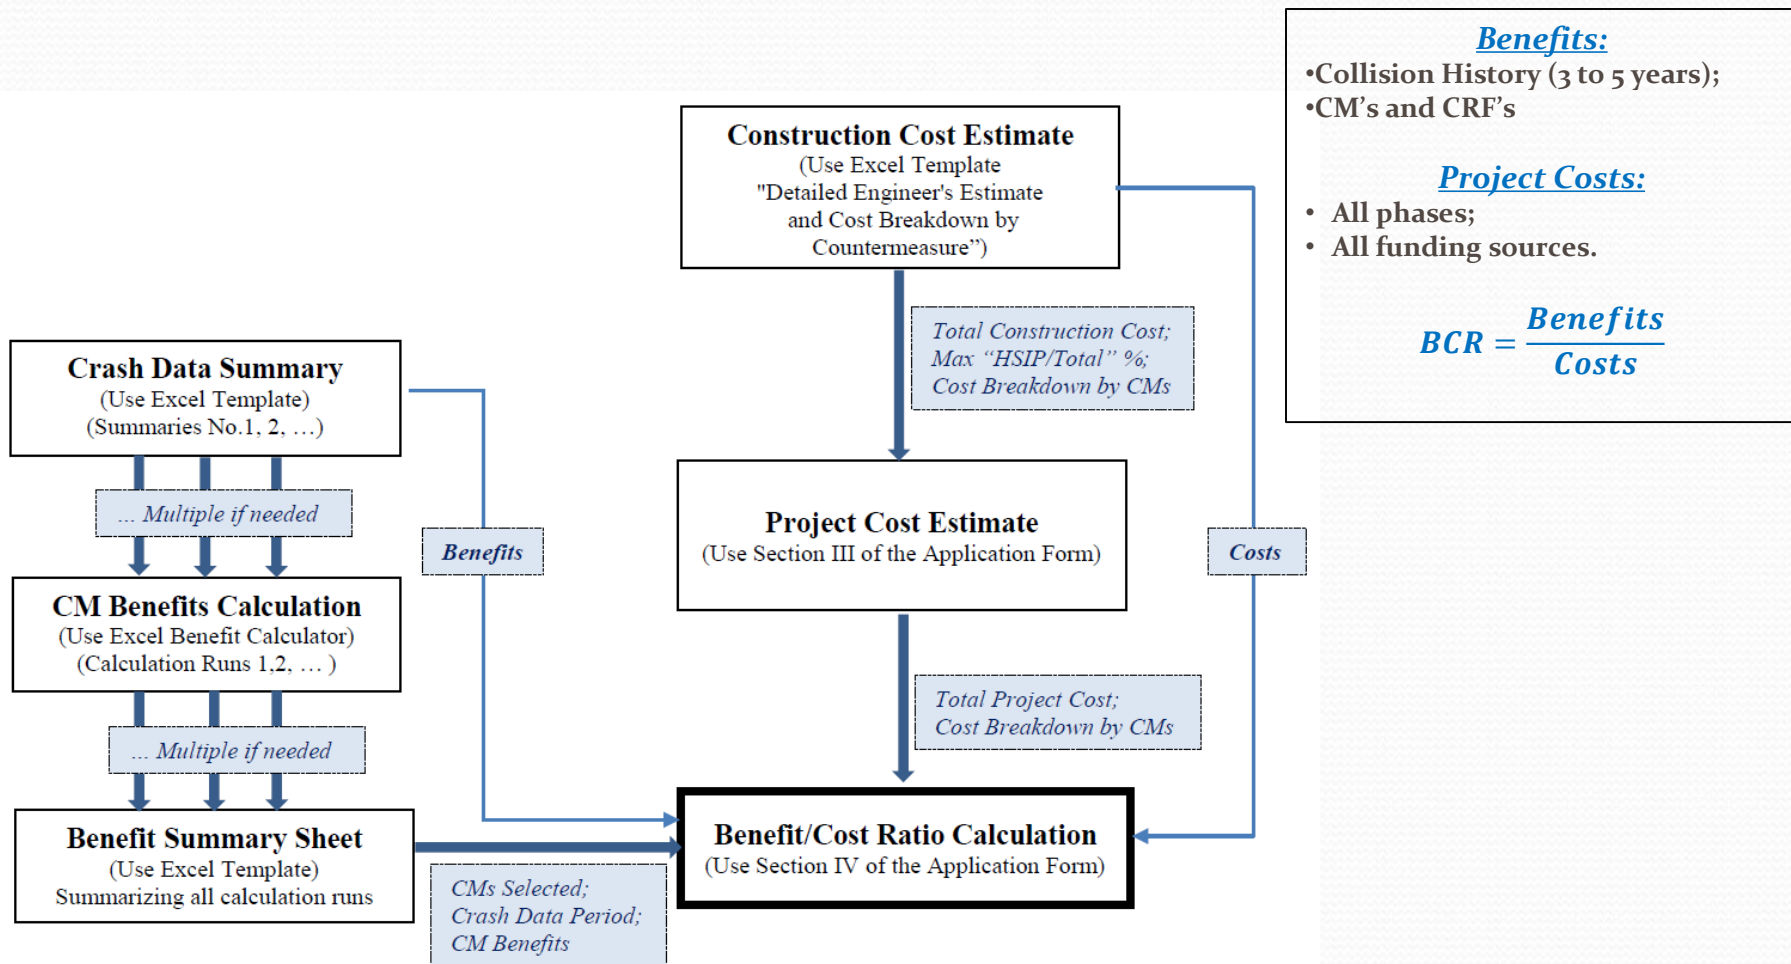 Benefits:
•Collision History (3 to 5 years);
•CM’s and CRF’s
Project Costs:
• All phases;
• All funding sources.
BCR = Benefits
Costs
Construction Cost Estimate
(Use Excel Template
"Detailed Engineer's Estimate
and Cost Breakdown by
Countermeasure”)
Total Construction Cost;
Max “HSIP/Total” %;
Cost Breakdown by CMs
Crash Data Summary
(Use Excel Template)
(Summaries No.1, 2, …)
... Multiple if needed
Benefits
Project Cost Estimate
(Use Section III of the Application Form)
Costs
CM Benefits Calculation
(Use Excel Benefit Calculator)
(Calculation Runs 1,2, … )
... Multiple if needed
Total Project Cost;
Cost Breakdown by CMs
Benefit Summary Sheet
(Use Excel Template)
Summarizing all calculation runs
Benefit/Cost Ratio Calculation
(Use Section IV of the Application Form)
CMs Selected;
Crash Data Period;
CM Benefits